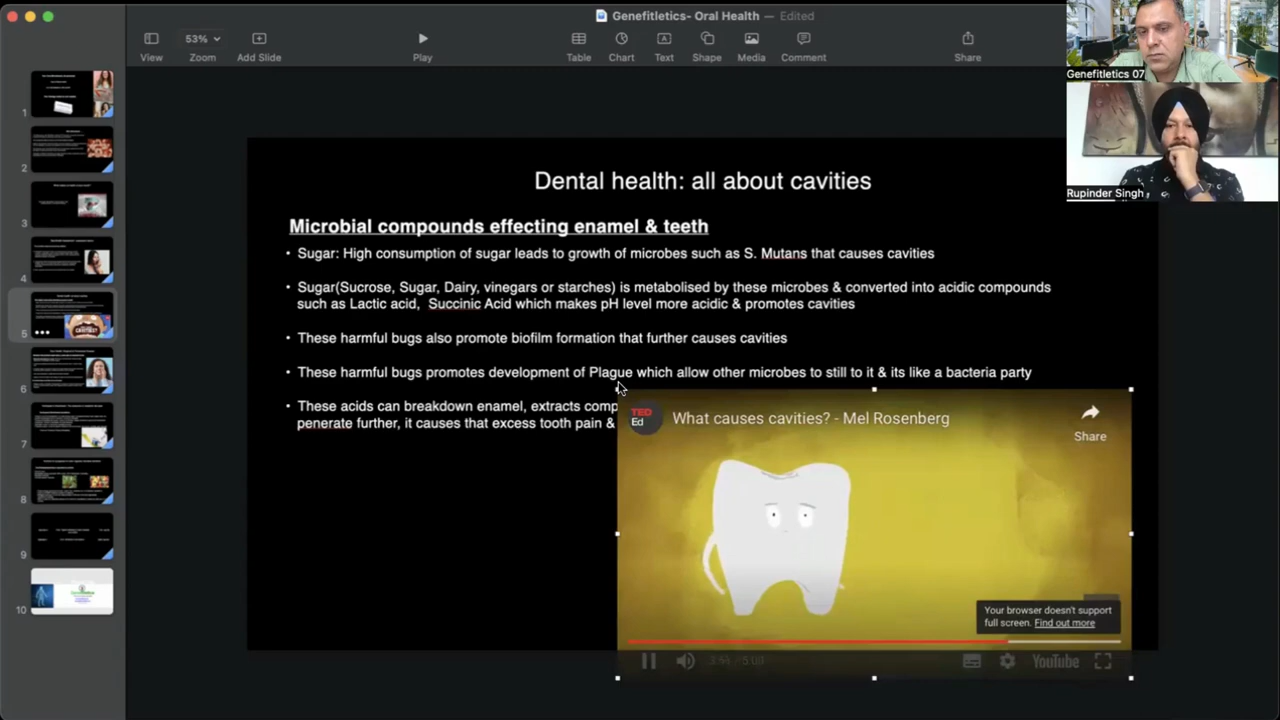 Genefitletics- Oral Health — Edited
53%
View
Zoom
Add Slide
Play
Table
Chart
Text
Shape
Media
Comment
Share
Genefitletics 07
Rupinder Singh
1
2
3
4
5
6
7
8
9
10
Dental health: all about cavities
Microbial compounds effecting enamel & teeth
• Sugar: High consumption of sugar leads to growth of microbes such as S. Mutans that causes cavities
• Sugar(Sucrose, Sugar, Dairy, vinegars or starches) is metabolised by these microbes & converted into acidic compounds
such as Lactic acid, Succinic Acid which makes pH level more acidic & promotes cavities
• These harmful bugs also promote biofilm formation that further causes cavities
• These harmful bugs promotes development of Plague which allow other microbes to still to it & its like a bacteria party
• These acids can breakdown enamel, extracts comp
penerate further, it causes that excess tooth pain &
TED
Ed
What causes cavities? - Mel Rosenberg
Share
Your browser doesn't support
full screen. Find out more
3:51 / 5:00
YouTube